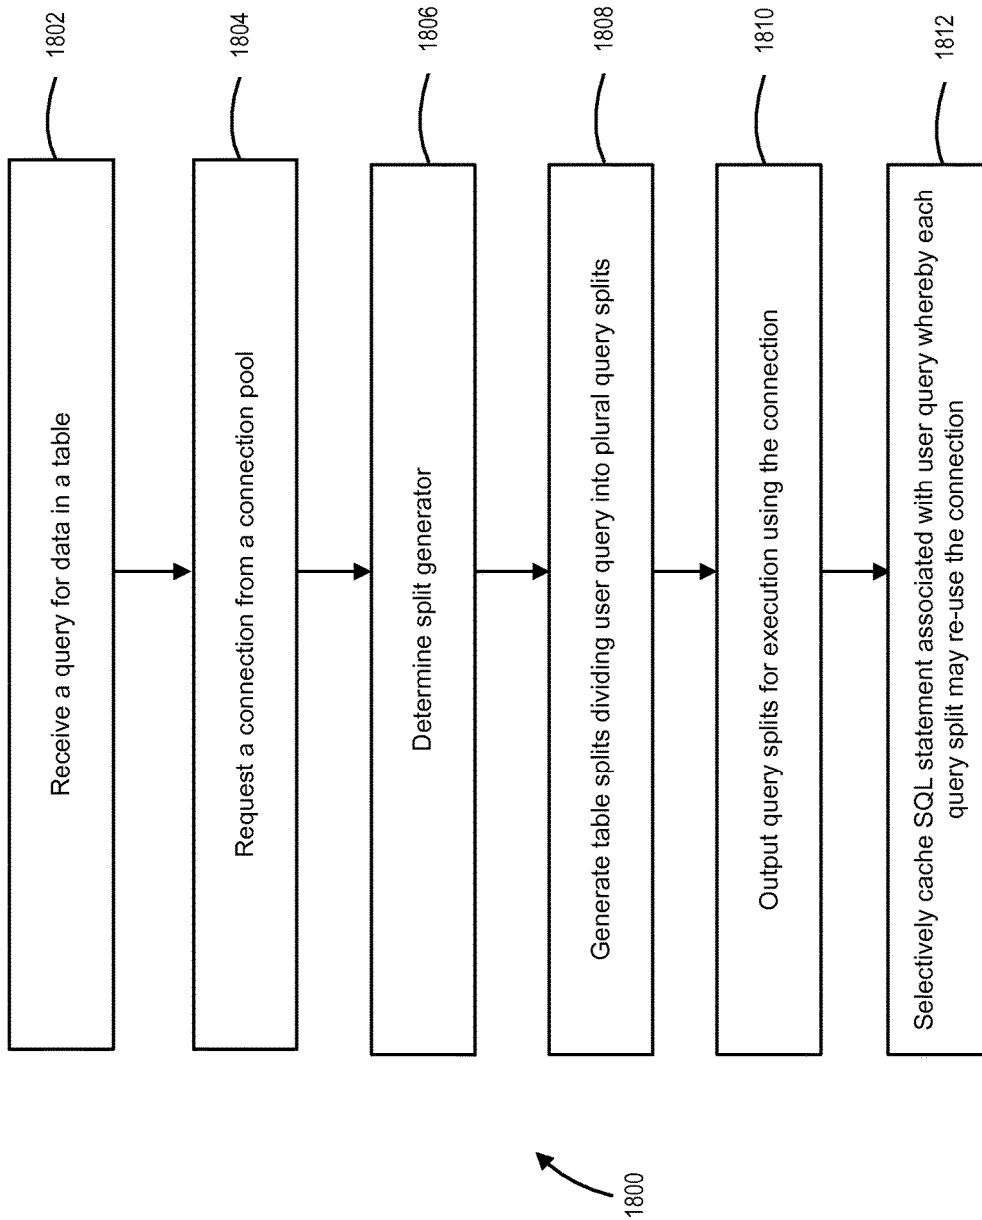 1800
Receive a query for data in a table
1802
Request a connection from a connection pool
1804
Determine split generator
1806
Generate table splits dividing user query into plural query splits
1808
Output query splits for execution using the connection
1810
Selectively cache SQL statement associated with user query whereby each
query split may re-use the connection
1812